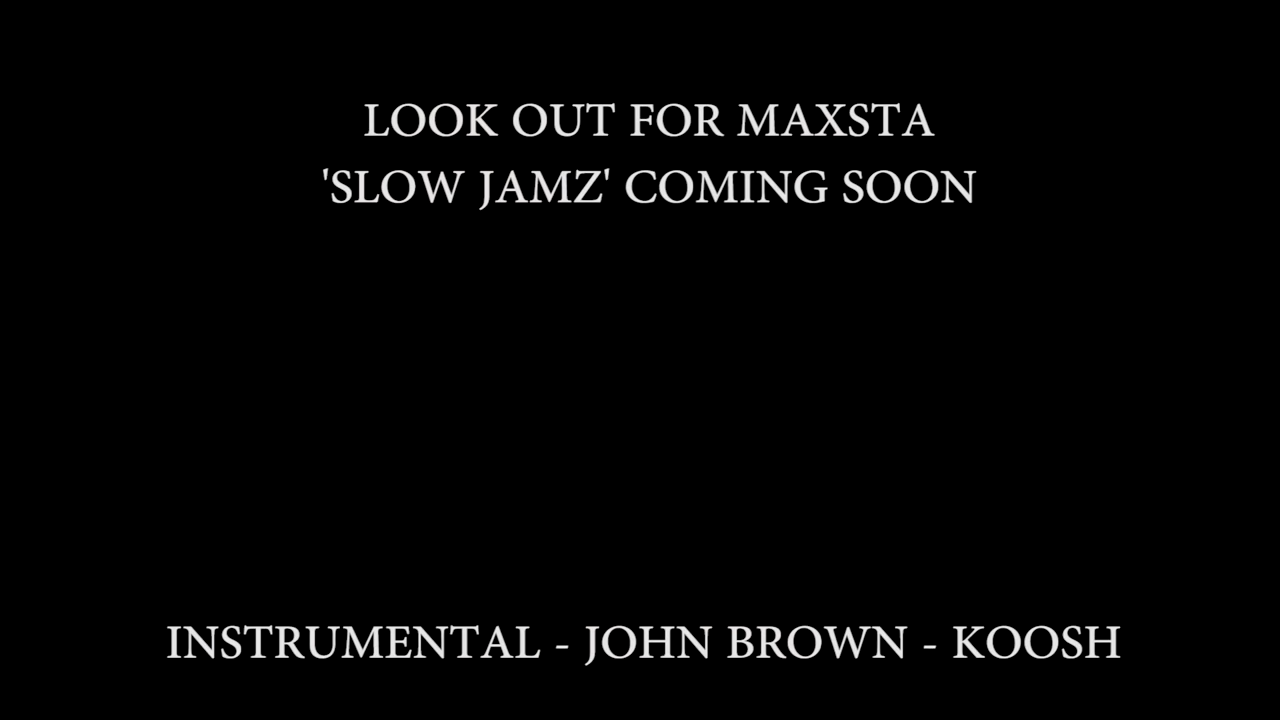 LOOK OUT FOR MAXSTA
'SLOW JAMZ' COMING SOON
INSTRUMENTAL - JOHN BROWN - KOOSH